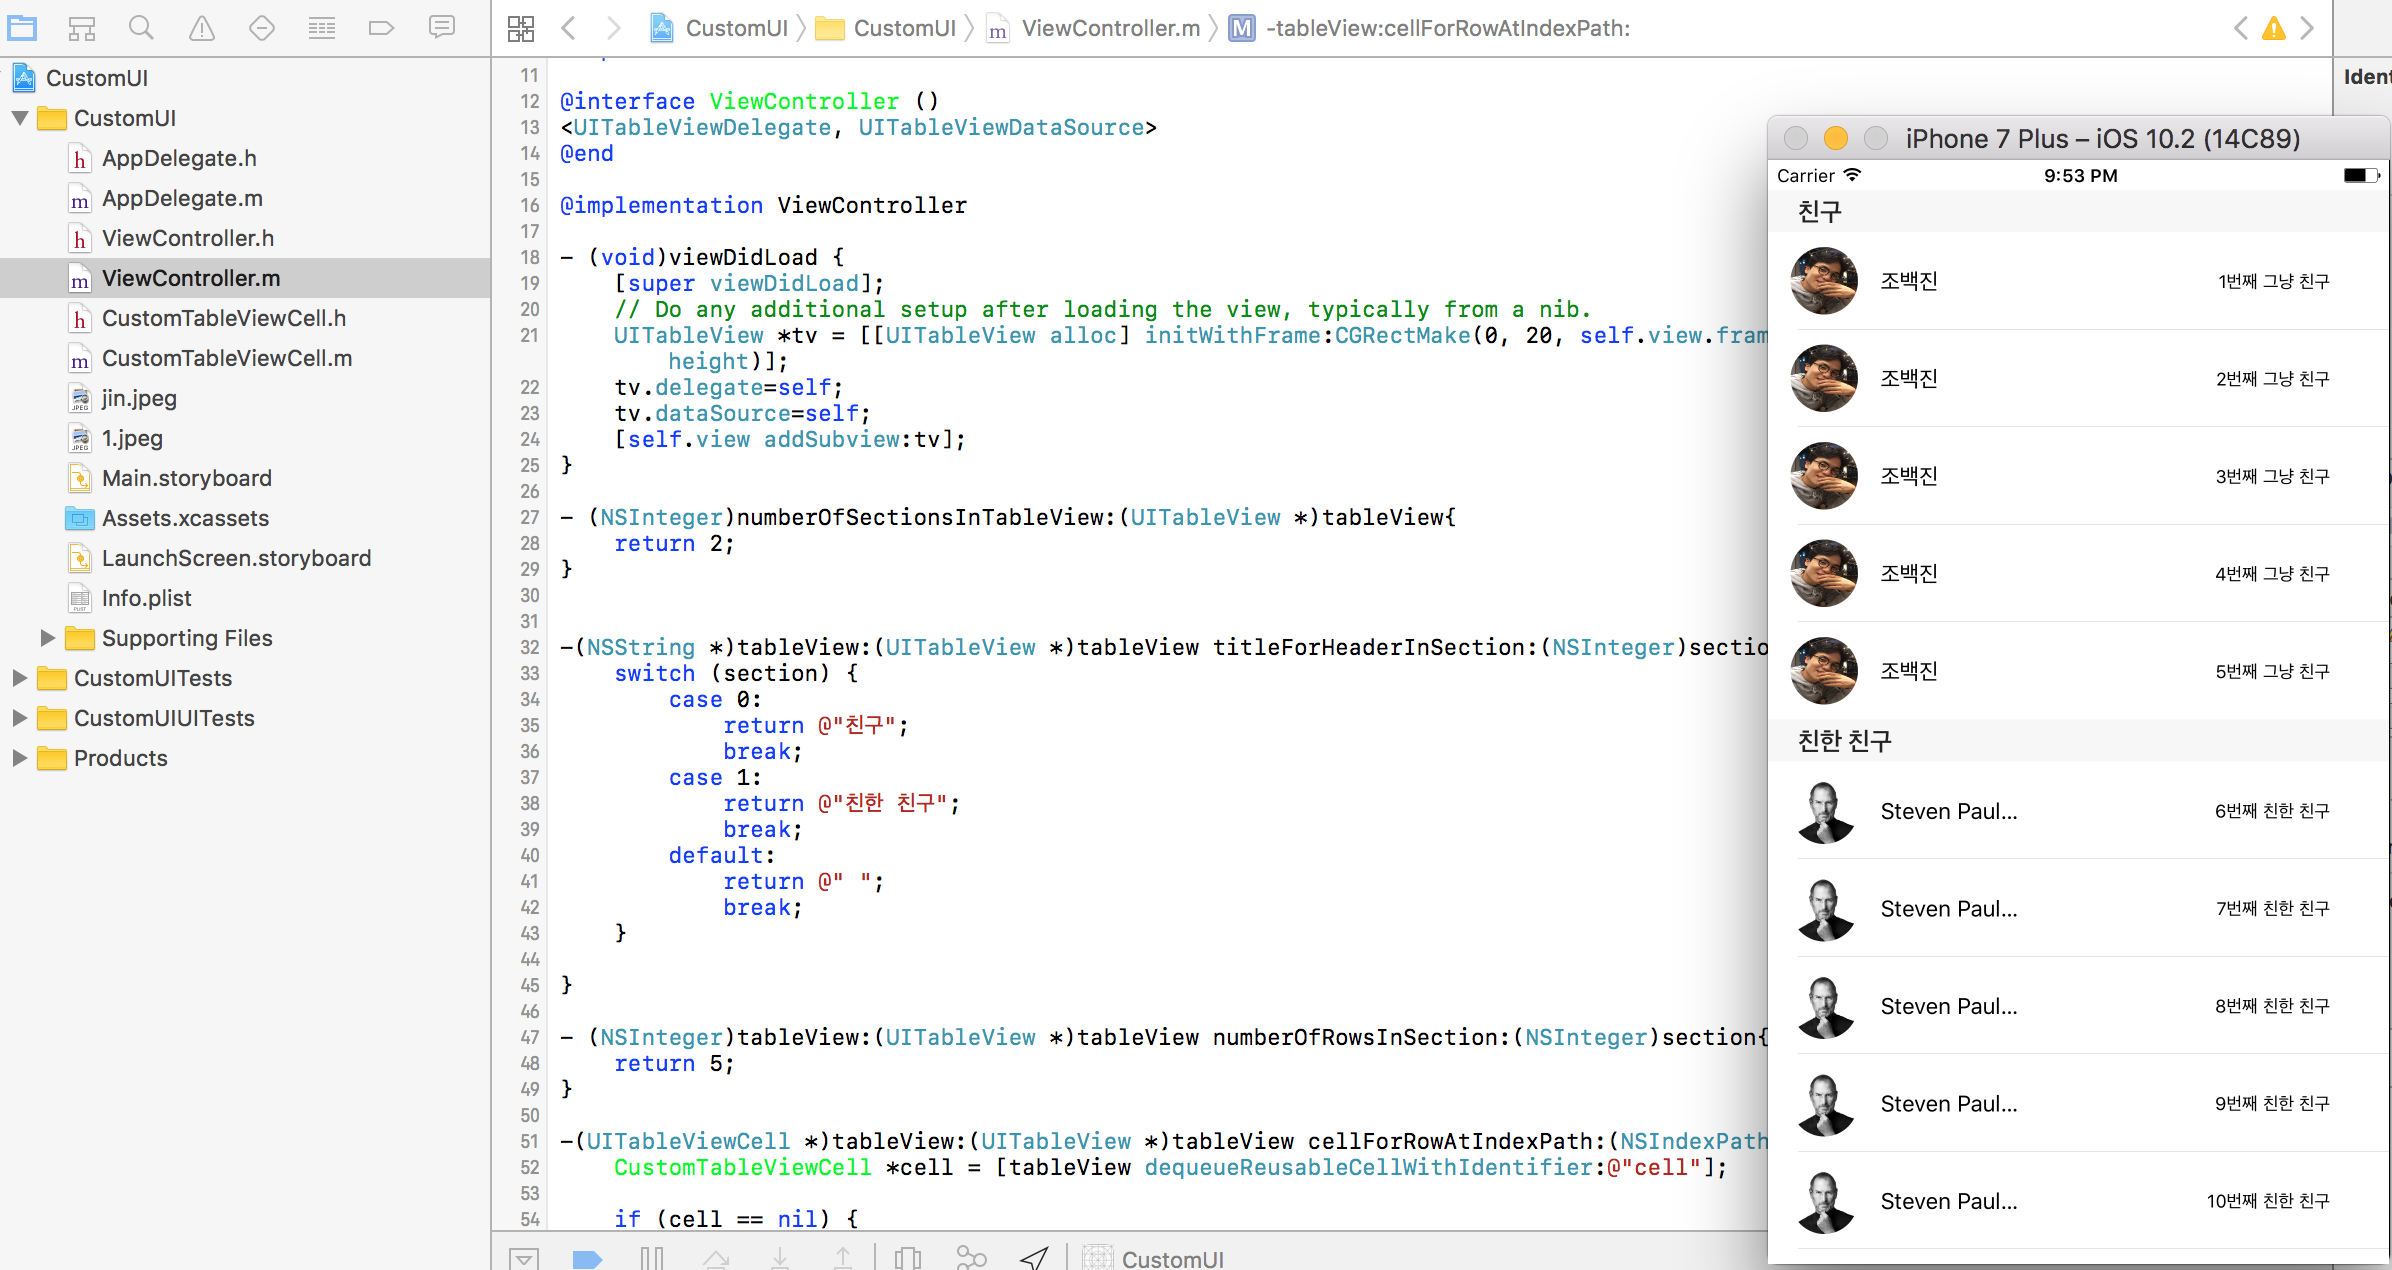 CustomUI
CustomUI
ViewController.m
M
-tableView:cellForRowAtIndexPath:
CustomUI
CustomUI
h AppDelegate.h
m AppDelegate.m
h ViewController.h
m ViewController.m
h CustomTableViewCell.h
m CustomTableViewCell.m
jin.jpeg
1.jpeg
Main.storyboard
Assets.xcassets
LaunchScreen.storyboard
Info.plist
Supporting Files
CustomUITests
CustomUIUITests
Products
11
12 @interface ViewController ()
13 <UITableViewDelegate, UITableViewDataSource>
14 @end
15
16 @implementation ViewController
17
18 - (void)viewDidLoad {
19 [super viewDidLoad];
20 // Do any additional setup after loading the view, typically from a nib.
21 UITableView *tv = [[UITableView alloc] initWithFrame:CGRectMake(0, 20, self.view.fram
height)];
22 tv.delegate=self;
23 tv.dataSource=self;
24 [self.view addSubview:tv];
25 }
26
27 - (NSInteger)numberOfSectionsInTableView:(UITableView *)tableView{
28 return 2;
29 }
30
31
32 -(NSString *)tableView:(UITableView *)tableView titleForHeaderInSection:(NSInteger)sectio
33 switch (section) {
34 case 0:
35 return @"친구";
36 break;
37 case 1:
38 return @"친한 친구";
39 break;
40 default:
41 return @" ";
42 break;
43 }
44
45 }
46
47 - (NSInteger)tableView:(UITableView *)tableView numberOfRowsInSection:(NSInteger)section{
48 return 5;
49 }
50
51 -(UITableViewCell *)tableView:(UITableView *)tableView cellForRowAtIndexPath:(NSIndexPath
52 CustomTableViewCell *cell = [tableView dequeueReusableCellWithIdentifier:@"cell"];
53
54 if (cell == nil) {
CustomUI
Ident
iPhone 7 Plus – iOS 10.2 (14C89)
Carrier 9:53 PM
친구
조백진 1번째 그냥 친구
조백진 2번째 그냥 친구
조백진 3번째 그냥 친구
조백진 4번째 그냥 친구
조백진 5번째 그냥 친구
친한 친구
Steven Paul... 6번째 친한 친구
Steven Paul... 7번째 친한 친구
Steven Paul... 8번째 친한 친구
Steven Paul... 9번째 친한 친구
Steven Paul... 10번째 친한 친구